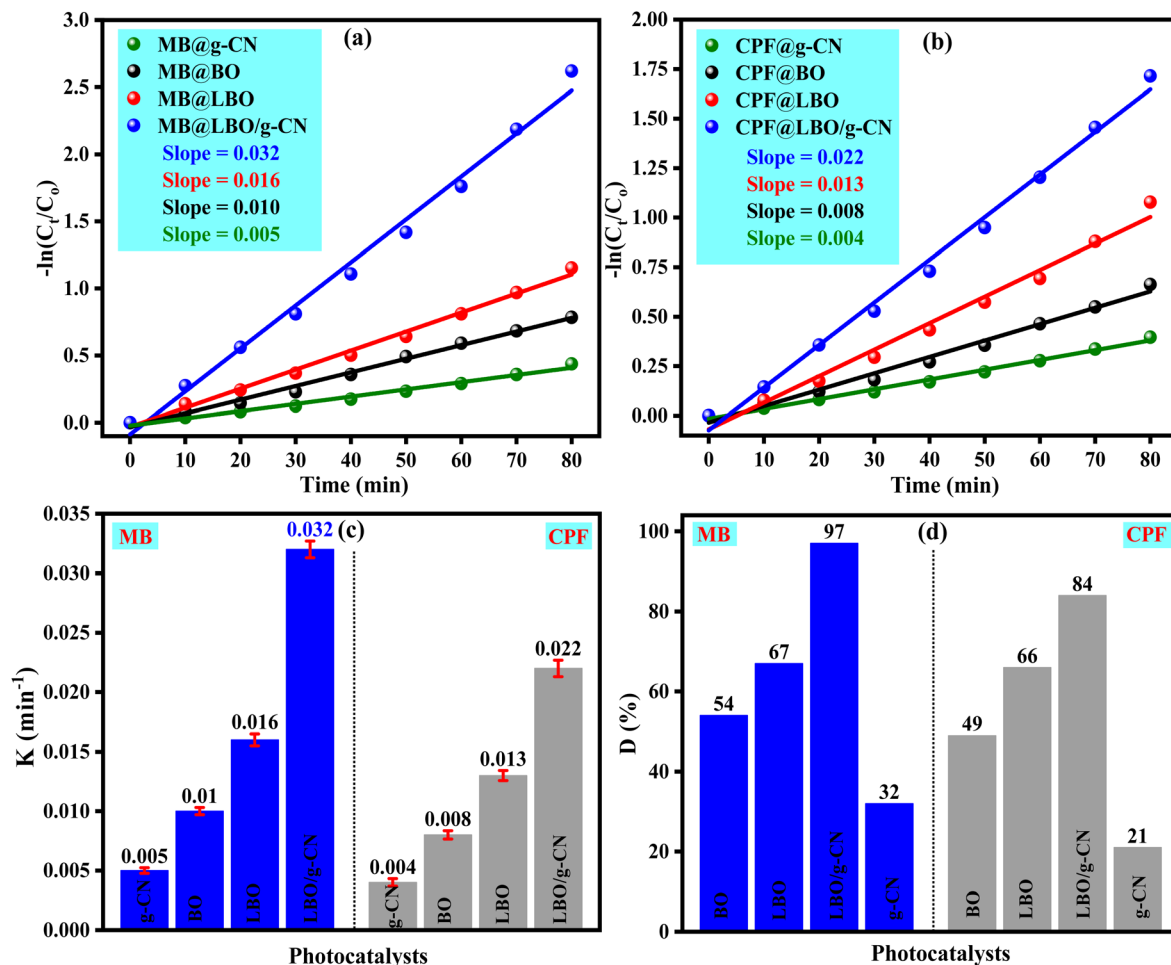 (a)
MB@g-CN
MB@BO
MB@LBO
MB@LBO/g-CN
Slope = 0.032
Slope = 0.016
Slope = 0.010
Slope = 0.005
-ln(Cₜ/Cₒ)
3.0
2.5
2.0
1.5
1.0
0.5
0.0
0 10 20 30 40 50 60 70 80
Time (min)
(b)
CPF@g-CN
CPF@BO
CPF@LBO
CPF@LBO/g-CN
Slope = 0.022
Slope = 0.013
Slope = 0.008
Slope = 0.004
-ln(Cₜ/Cₒ)
2.00
1.75
1.50
1.25
1.00
0.75
0.50
0.25
0.00
0 10 20 30 40 50 60 70 80
Time (min)
(c)
MB
CPF
K (min⁻¹)
0.035
0.030
0.025
0.020
0.015
0.010
0.005
0.000
0.005
0.01
0.016
0.032
0.004
0.008
0.013
0.022
g-CN
BO
LBO
LBO/g-CN
g-CN
BO
LBO
LBO/g-CN
Photocatalysts
(d)
MB
CPF
D (%)
100
80
60
40
20
0
54
67
97
32
49
66
84
21
BO
LBO
LBO/g-CN
g-CN
BO
LBO
LBO/g-CN
g-CN
Photocatalysts